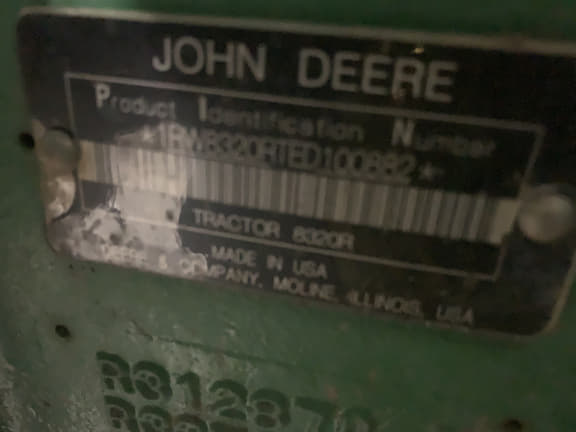 JOHN DEERE
Product Identification Number
*1RW8320RTED100882*
TRACTOR 8320R
MADE IN USA
DEERE & COMPANY, MOLINE, ILLINOIS, USA